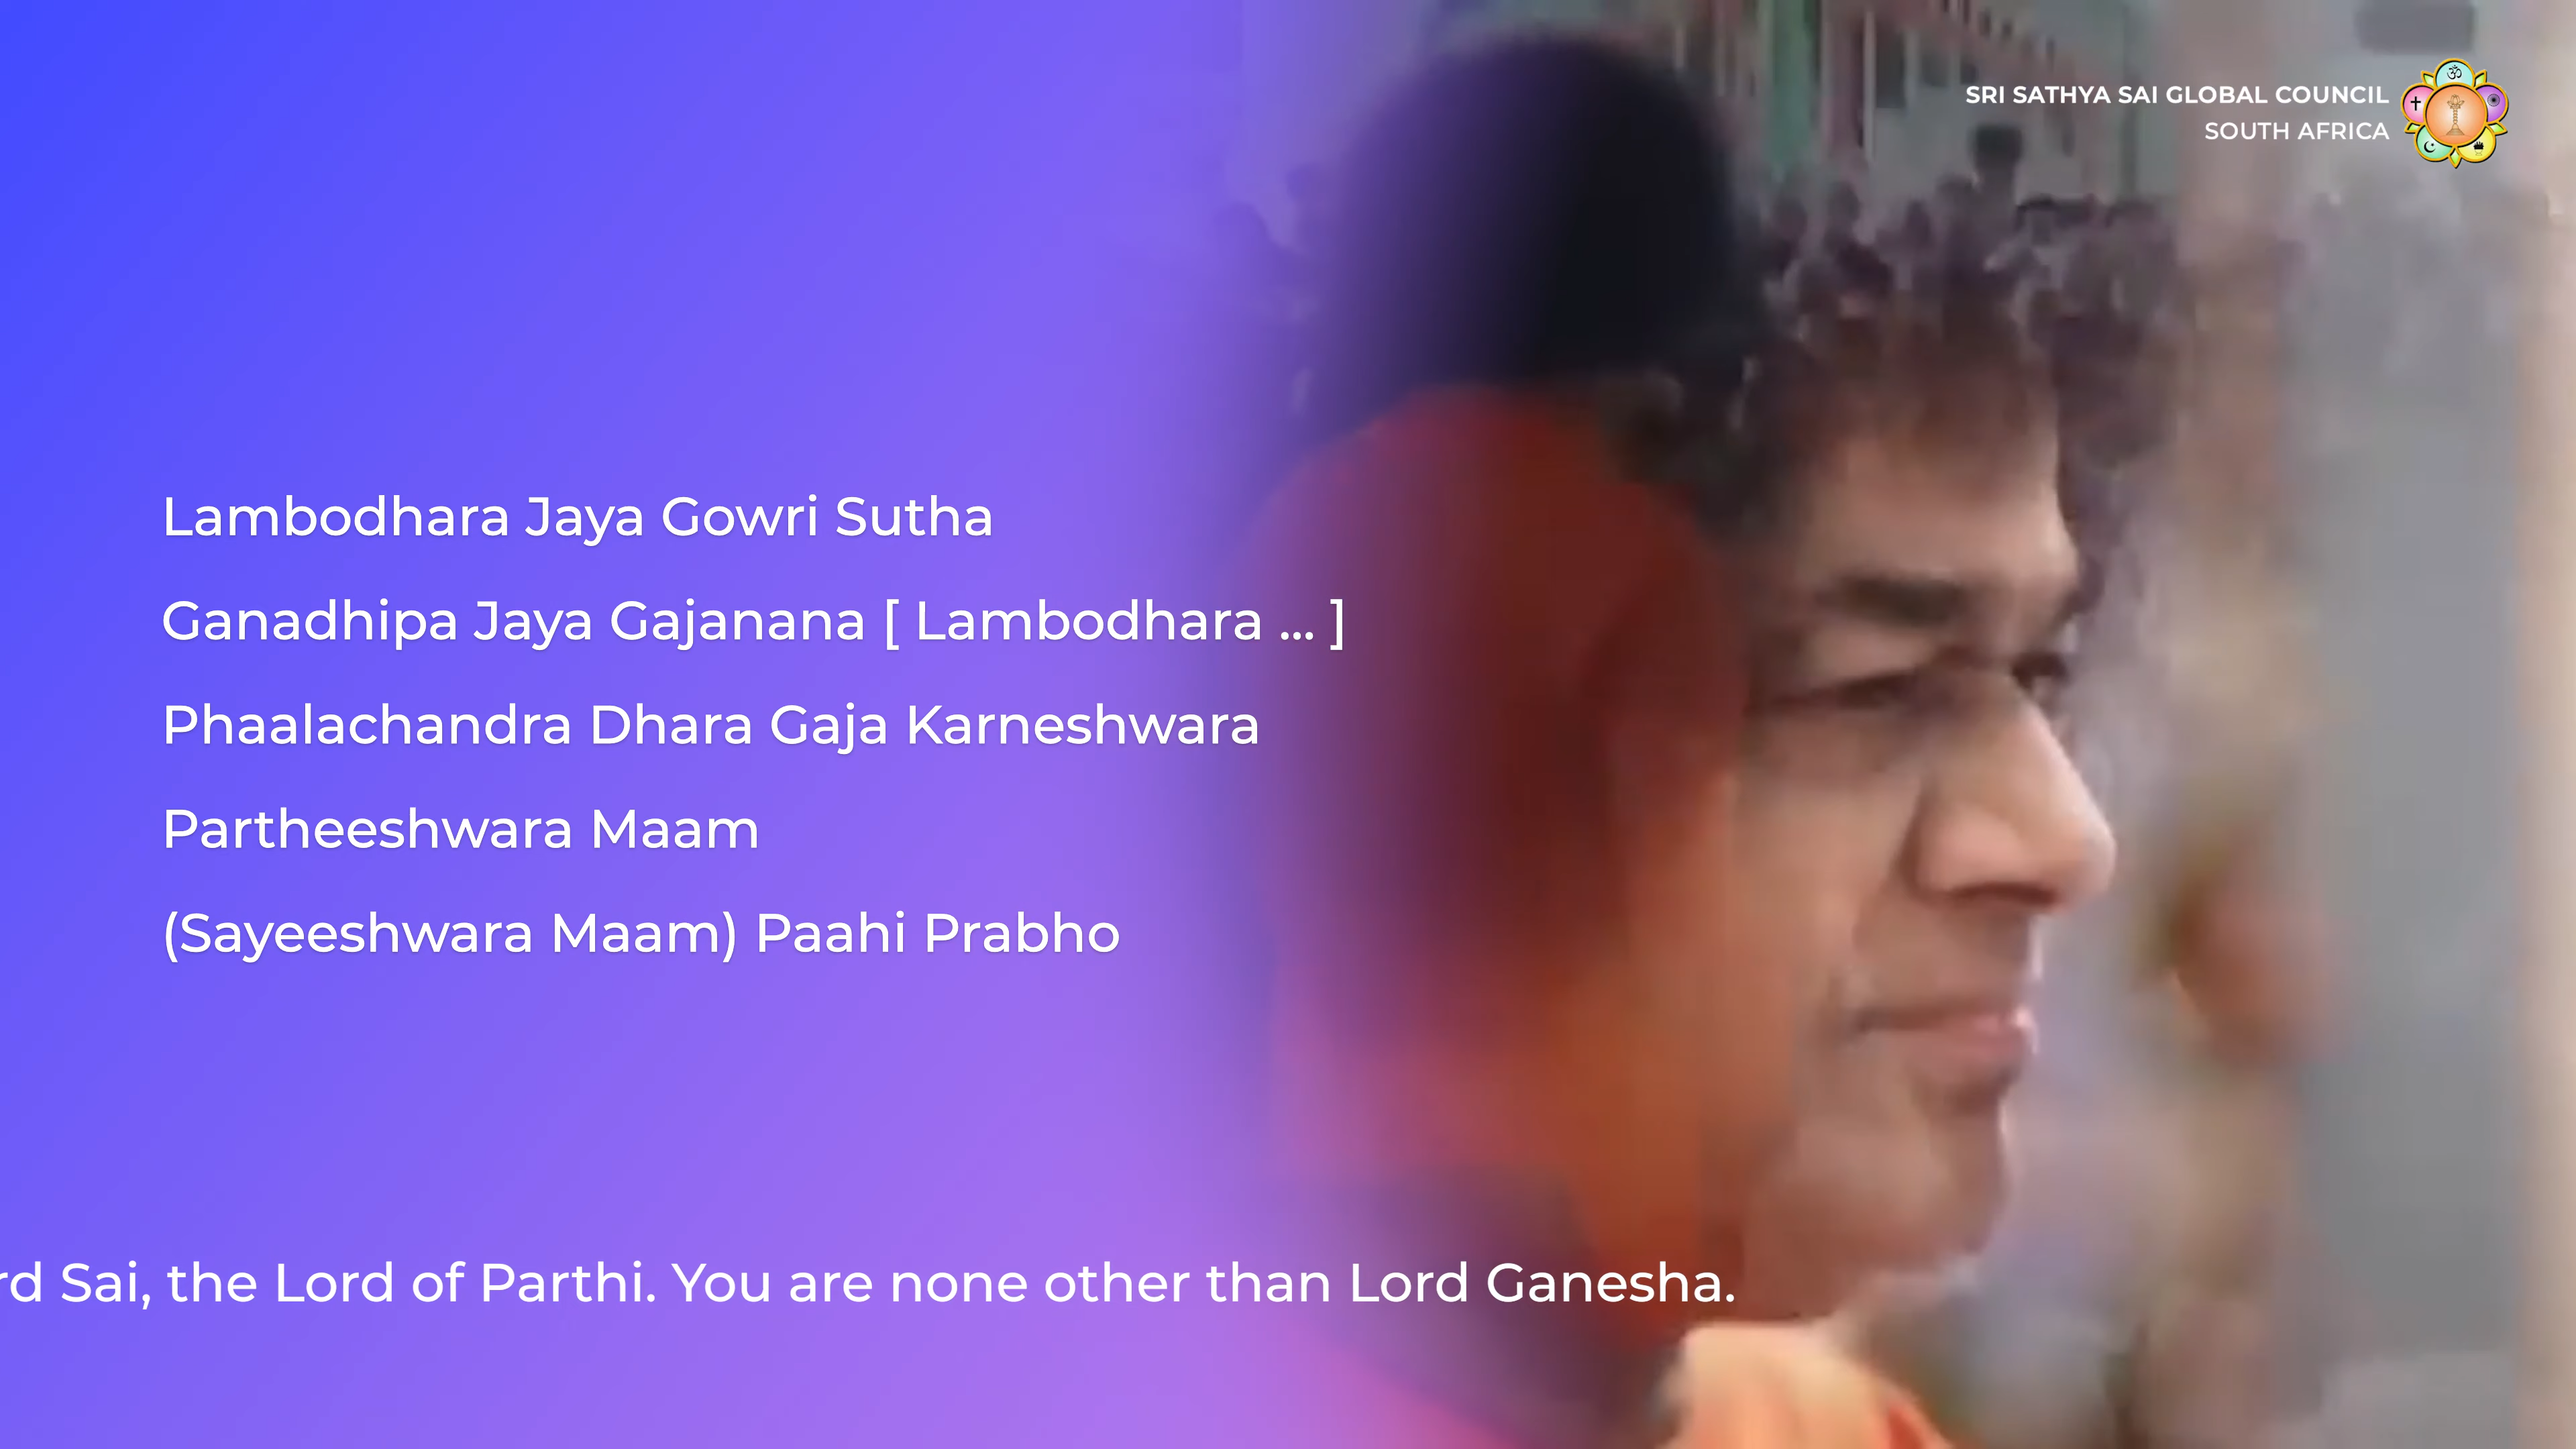 SRI SATHYA SAI GLOBAL COUNCIL
SOUTH AFRICA
Lambodhara Jaya Gowri Sutha
Ganadhipa Jaya Gajanana [ Lambodhara ... ]
Phaalachandra Dhara Gaja Karneshwara
Partheeshwara Maam
(Sayeeshwara Maam) Paahi Prabho
rd Sai, the Lord of Parthi. You are none other than Lord Ganesha.